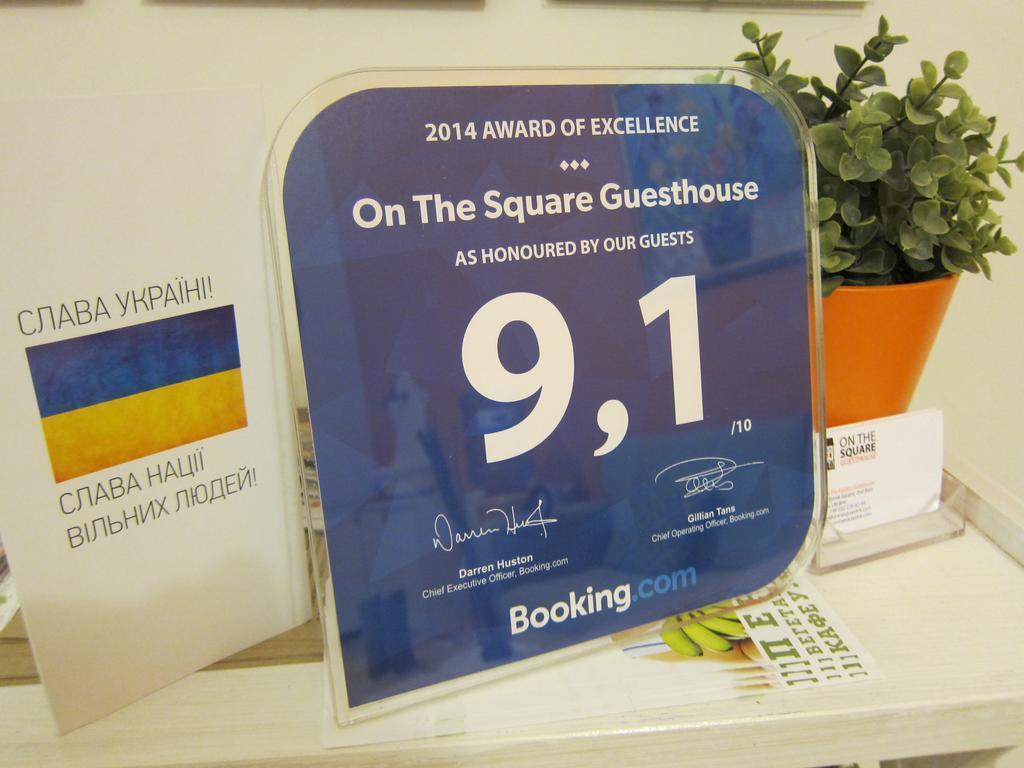 СЛАВА УКРАЇНІ!
СЛАВА НАЦІЇ
ВІЛЬНИХ ЛЮДЕЙ!
2014 AWARD OF EXCELLENCE
On The Square Guesthouse
AS HONOURED BY OUR GUESTS
9,1
/10
Darren Huston
Chief Executive Officer, Booking.com
Gillian Tans
Chief Operating Officer, Booking.com
Booking.com
ON THE
SQUARE
GUESTHOUSE